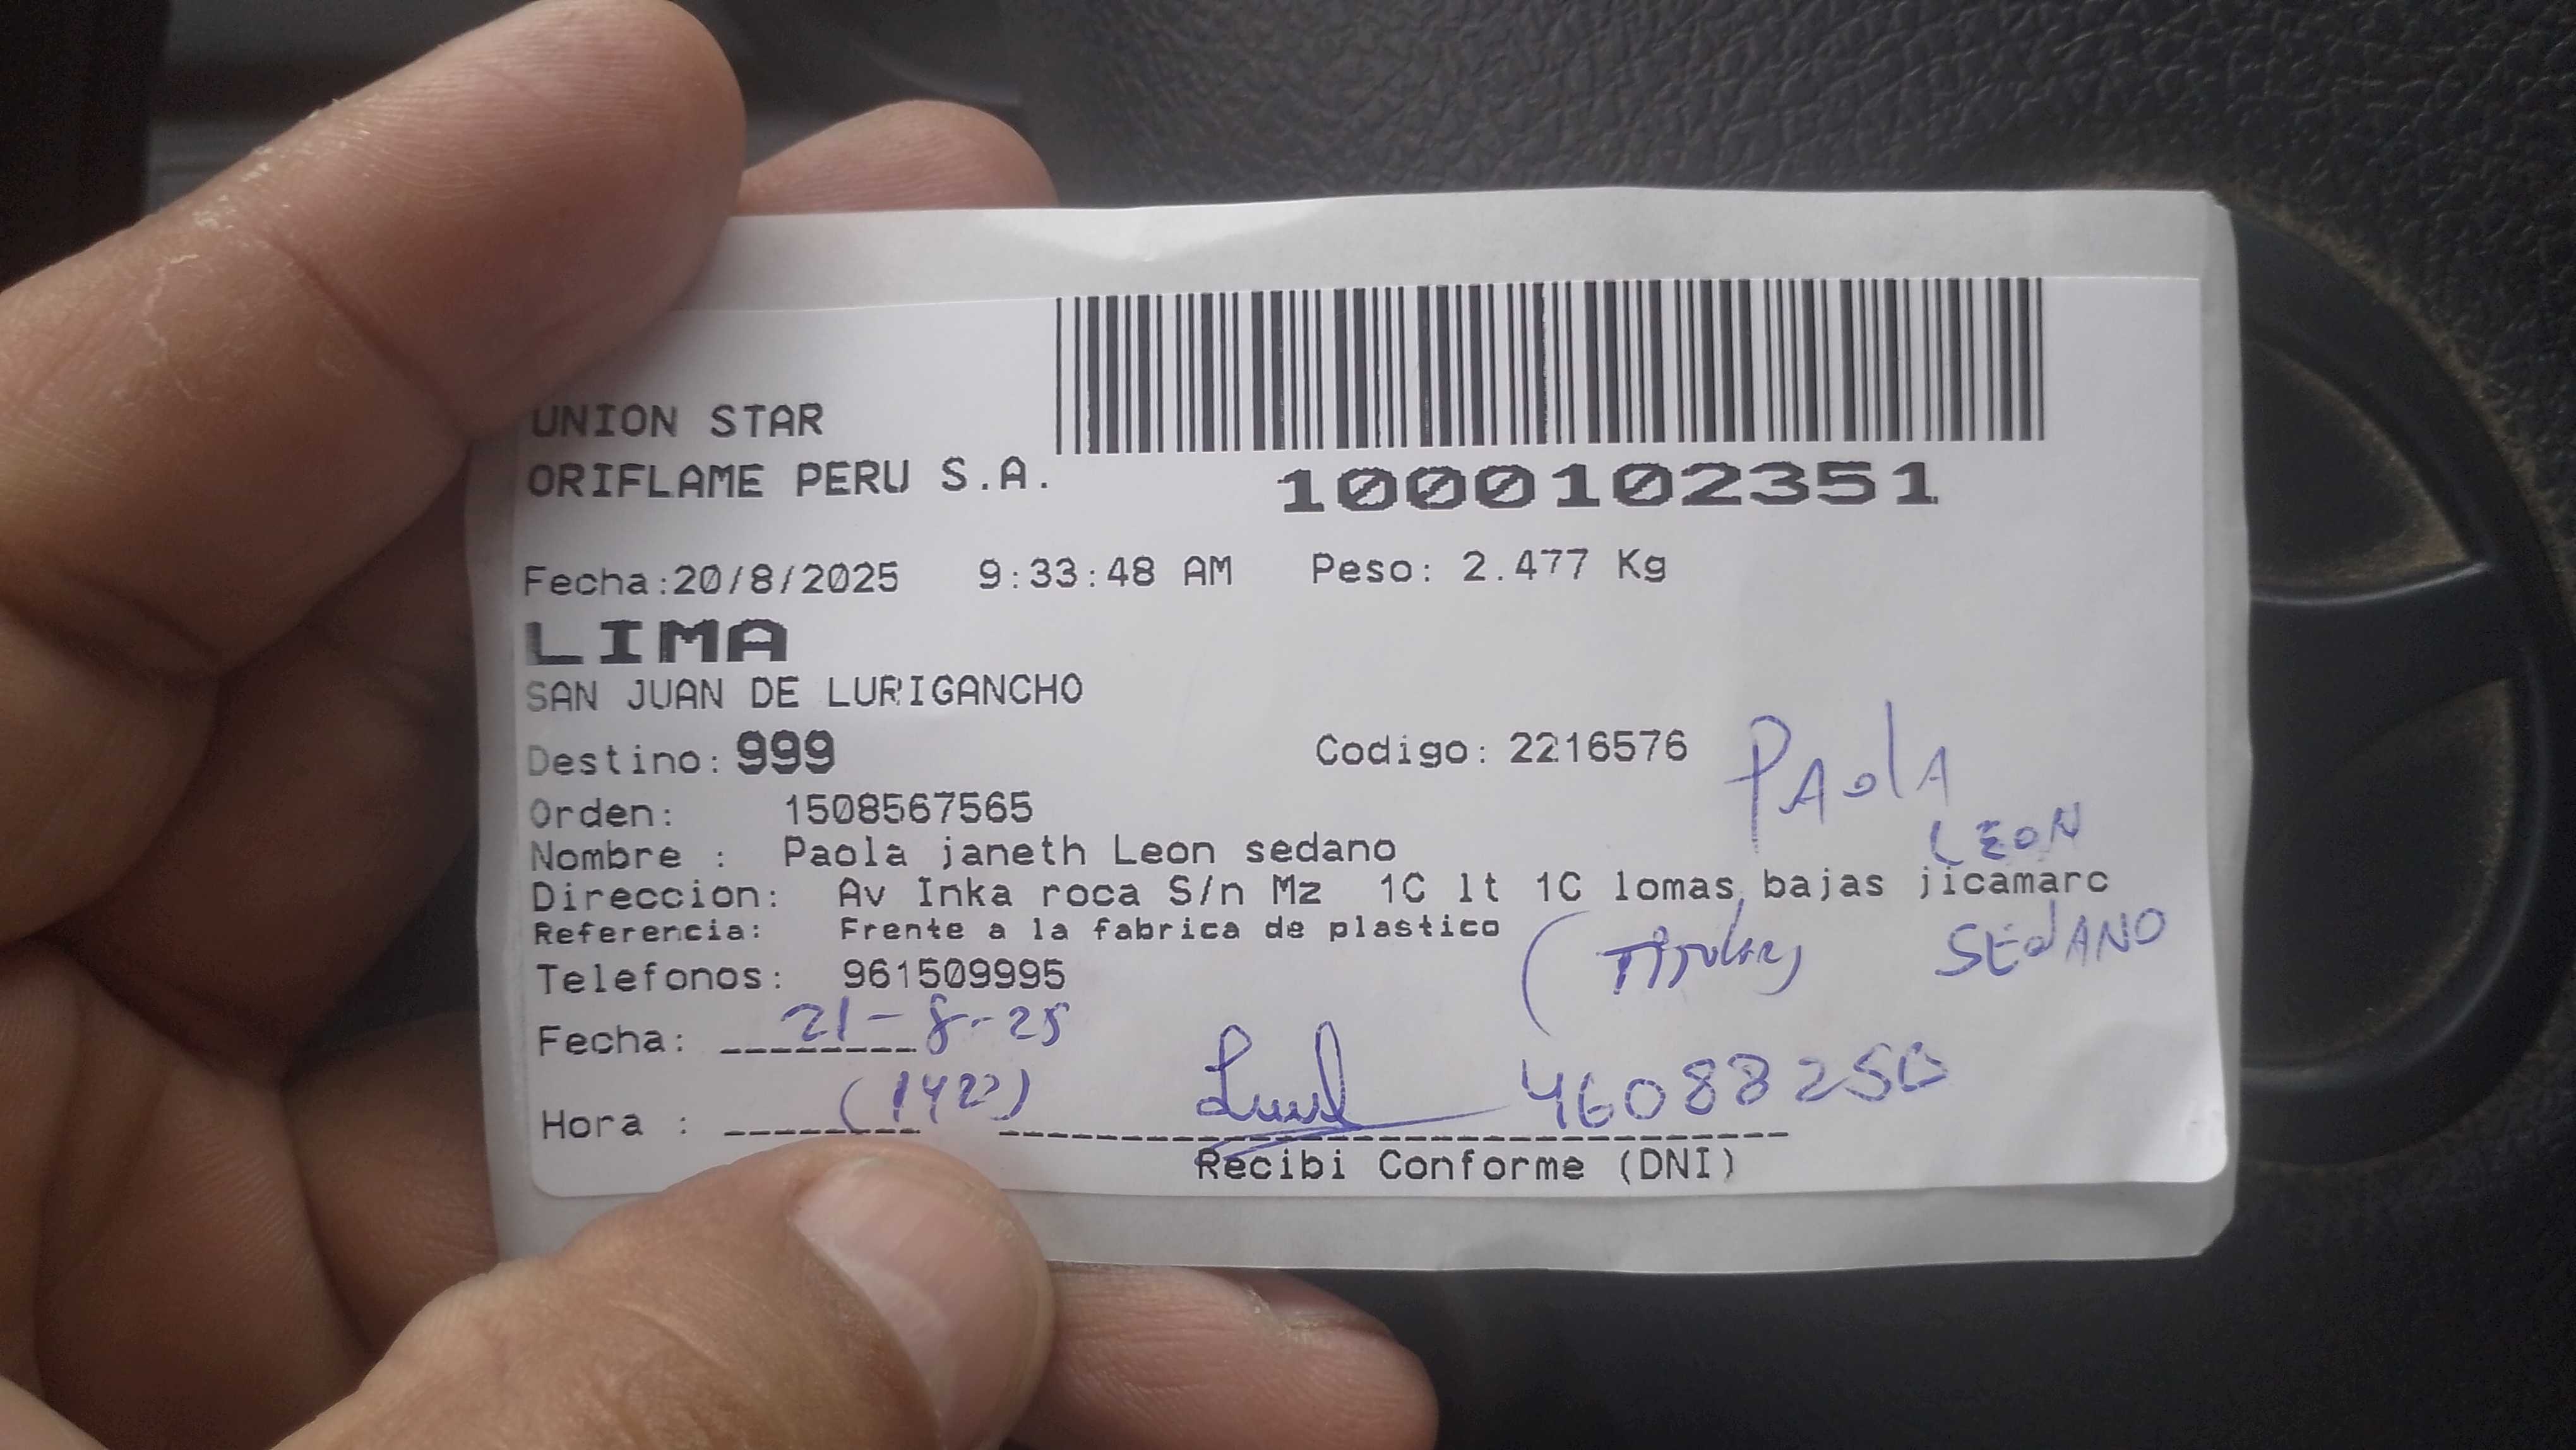 UNION STAR
ORIFLAME PERU S.A.
1000102351
Fecha:20/8/2025 9:33:48 AM Peso: 2.477 Kg
LIMA
SAN JUAN DE LURIGANCHO
Destino: 999 Codigo: 2216576
PAolA
Orden: 1508567565
LEON
Nombre : Paola janeth Leon sedano
Direccion: Av Inka roca S/n Mz 1C lt 1C lomas bajas jicamarc
Referencia: Frente a la fabrica de plastico
(Titular) SEdANO
Telefonos: 961509995
Fecha: 21-8-25
Hora : 46088250
Recibi Conforme (DNI)